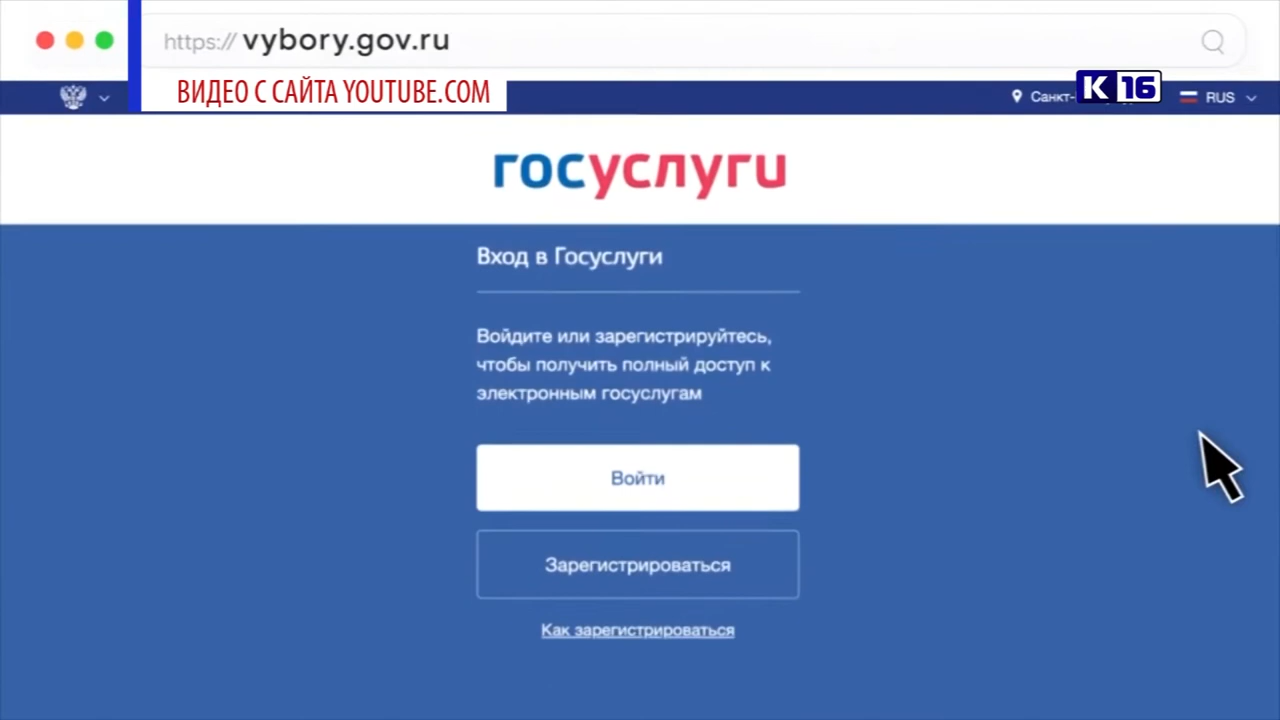 https:// vybory.gov.ru
ВИДЕО С САЙТА YOUTUBE.COM
Санкт-
К 16
RUS
госуслуги
Вход в Госуслуги
Войдите или зарегистрируйтесь,
чтобы получить полный доступ к
электронным госуслугам
Войти
Зарегистрироваться
Как зарегистрироваться